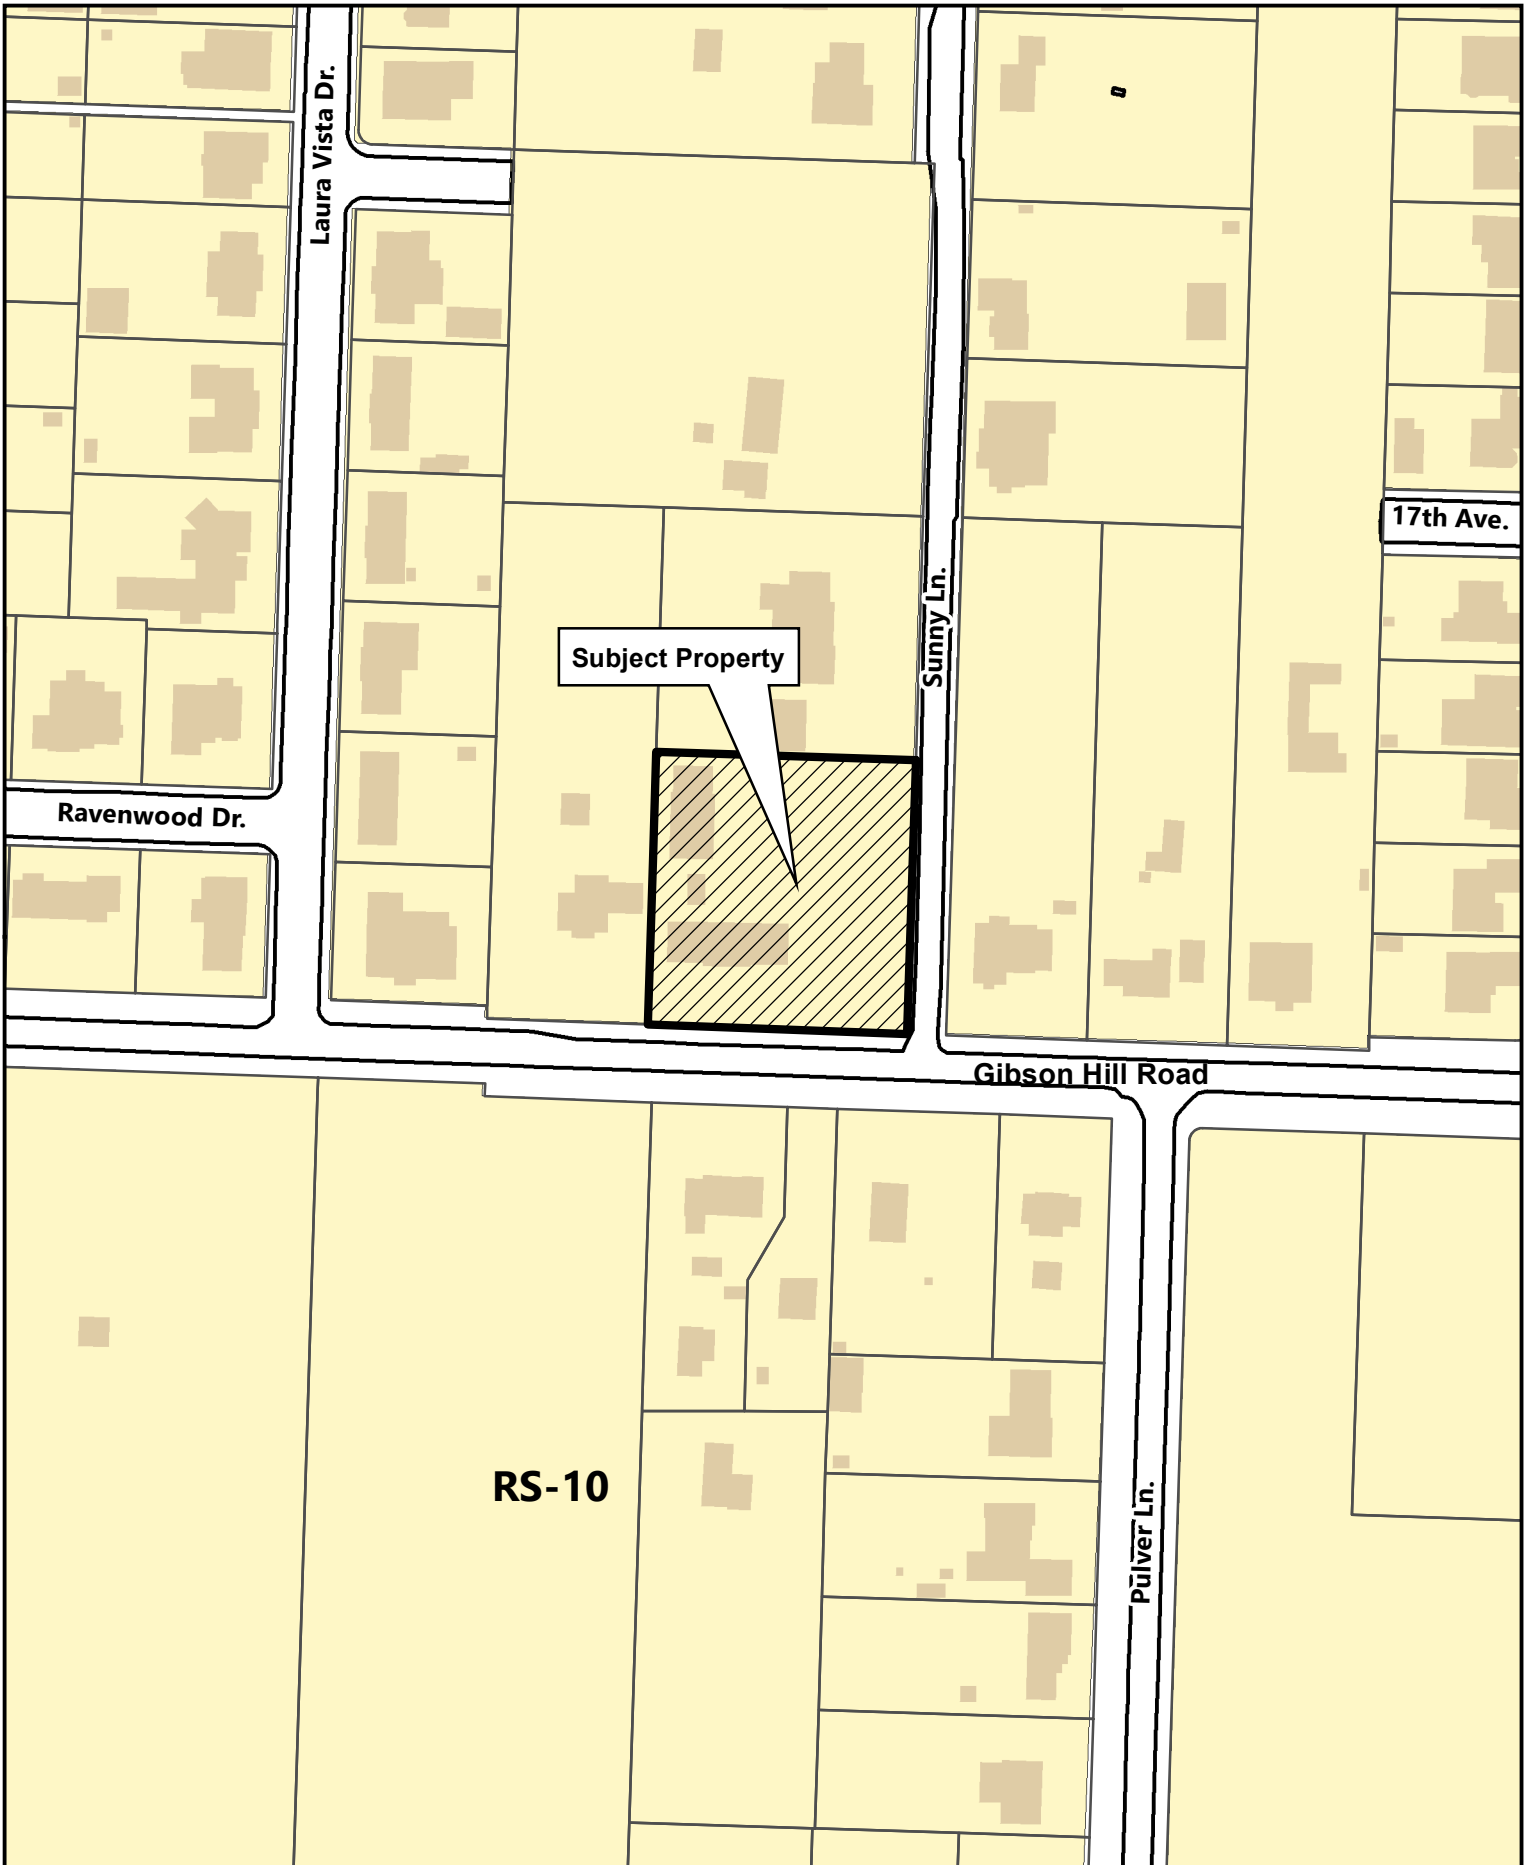 Laura Vista Dr.
17th Ave.
Sunny Ln.
Subject Property
Ravenwood Dr.
Gibson Hill Road
RS-10
Pulver Ln.